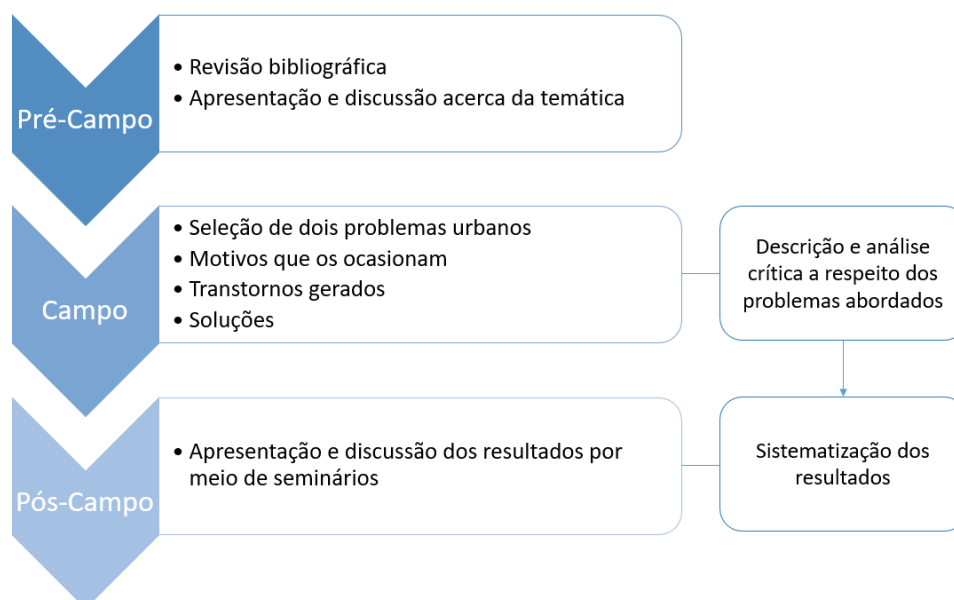 Pré-Campo
• Revisão bibliográfica
• Apresentação e discussão acerca da temática
Campo
• Seleção de dois problemas urbanos
• Motivos que os ocasionam
• Transtornos gerados
• Soluções
Descrição e análise
crítica a respeito dos
problemas abordados
Pós-Campo
• Apresentação e discussão dos resultados por
meio de seminários
Sistematização dos
resultados